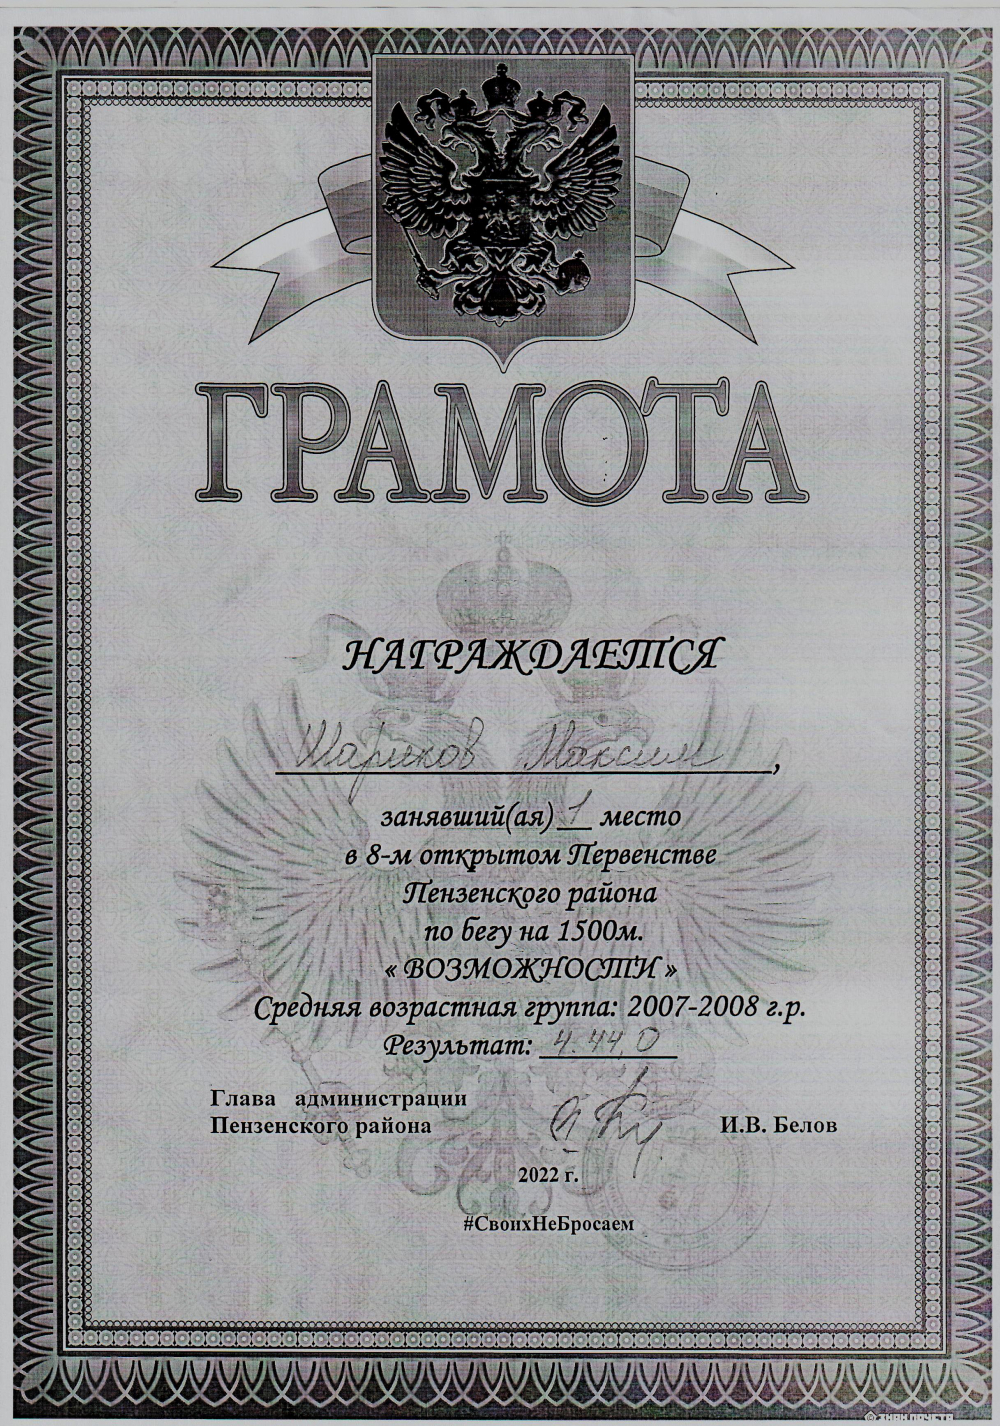 ГРАМОТА
НАГРАЖДАЕТСЯ
Шариков Максим,
занявший(ая) 1 место
в 8-м открытом Первенстве
Пензенского района
по бегу на 1500м.
« ВОЗМОЖНОСТИ »
Средняя возрастная группа: 2007-2008 г.р.
Результат: 4.44,0
Глава администрации
Пензенского района И.В. Белов
2022 г.
#СвоихНеБросаем